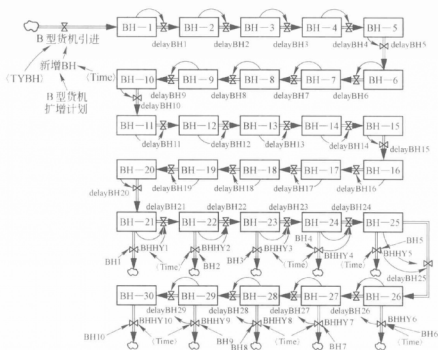 BH－1 BH－2 BH－3 BH－4 BH－5
B型货机引进 delayBH1 delayBH2 delayBH3 delayBH4 delayBH5
(TYBH) 新增BH (Time) BH－10 BH－9 BH－8 BH－7 BH－6
delayBH9 delayBH8 delayBH7 delayBH6
B型货机
扩增计划
delayBH10
BH－11 BH－12 BH－13 BH－14 BH－15
delayBH11 delayBH12 delayBH13 delayBH14 delayBH15
BH－20 BH－19 BH－18 BH－17 BH－16
delayBH20 delayBH19 delayBH18 delayBH17 delayBH16
delayBH21 delayBH22 delayBH23 delayBH24
BH－21 BH－22 BH－23 BH－24 BH－25
BHHY1 BHHY2 BHHY3 BH4 BHHY4 BH5 BHHY5
BH1 (Time) BH2 BH3 (Time) (Time)
delayBH25
BH－30 BH－29 BH－28 BH－27 BH－26
delayBH29 delayBH28 delayBH27 delayBH26
BHHY10 BHHY9 BHHY8 BHHY7 BHHY6
BH10 (Time) BH9 BH8 (Time) BH7 (Time) BH6